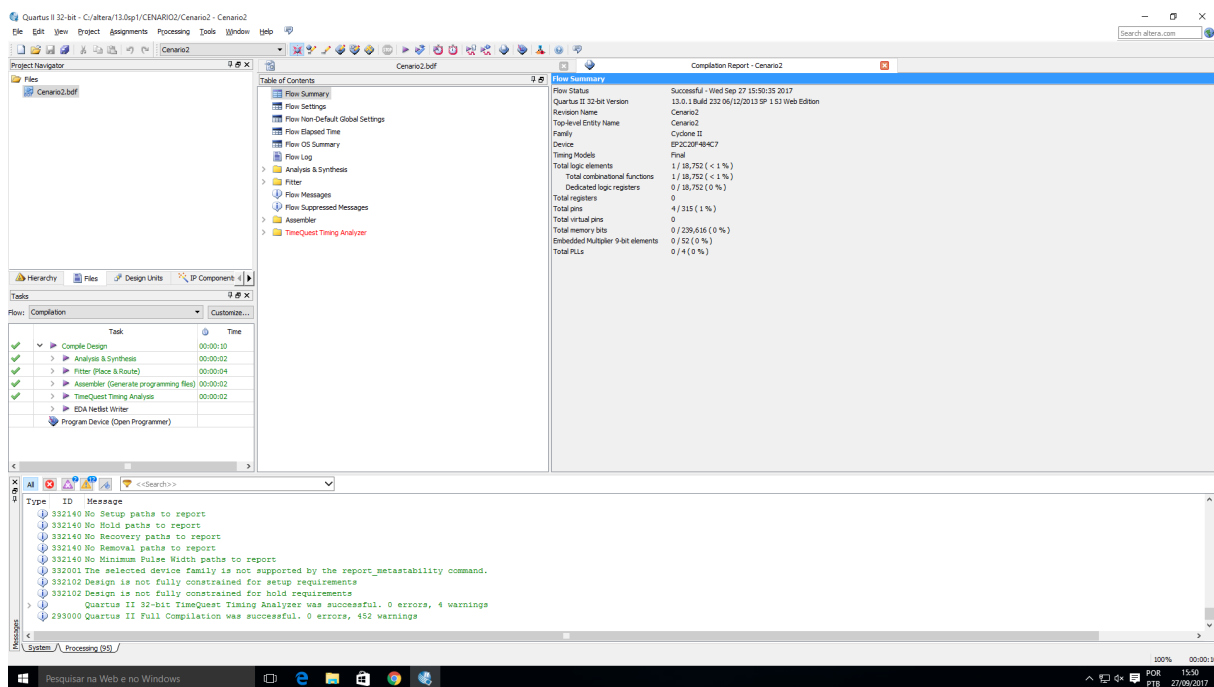 Quartus II 32-bit - C:/altera/13.0sp1/CENARIO2/Cenario2 - Cenario2
File Edit View Project Assignments Processing Tools Window Help
Search altera.com
Cenario2
Project Navigator
Files
Cenario2.bdf
Hierarchy Files Design Units IP Component
Tasks
Flow: Compilation Customize...
Task Time
Compile Design 00:00:10
Analysis & Synthesis 00:00:02
Fitter (Place & Route) 00:00:04
Assembler (Generate programming files) 00:00:02
TimeQuest Timing Analysis 00:00:02
EDA Netlist Writer
Program Device (Open Programmer)
Cenario2.bdf
Compilation Report - Cenario2
Table of Contents
Flow Summary
Flow Settings
Flow Non-Default Global Settings
Flow Elapsed Time
Flow OS Summary
Flow Log
Analysis & Synthesis
Fitter
Flow Messages
Flow Suppressed Messages
Assembler
TimeQuest Timing Analyzer
Flow Summary
Flow Status Successful - Wed Sep 27 15:50:35 2017
Quartus II 32-bit Version 13.0.1 Build 232 06/12/2013 SP 1 SJ Web Edition
Revision Name Cenario2
Top-level Entity Name Cenario2
Family Cyclone II
Device EP2C20F484C7
Timing Models Final
Total logic elements 1 / 18,752 ( < 1 % )
Total combinational functions 1 / 18,752 ( < 1 % )
Dedicated logic registers 0 / 18,752 ( 0 % )
Total registers 0
Total pins 4 / 315 ( 1 % )
Total virtual pins 0
Total memory bits 0 / 239,616 ( 0 % )
Embedded Multiplier 9-bit elements 0 / 52 ( 0 % )
Total PLLs 0 / 4 ( 0 % )
All <<Search>>
Type ID Message
332140 No Setup paths to report
332140 No Hold paths to report
332140 No Recovery paths to report
332140 No Removal paths to report
332140 No Minimum Pulse Width paths to report
332001 The selected device family is not supported by the report_metastability command.
332102 Design is not fully constrained for setup requirements
332102 Design is not fully constrained for hold requirements
Quartus II 32-bit TimeQuest Timing Analyzer was successful. 0 errors, 4 warnings
293000 Quartus II Full Compilation was successful. 0 errors, 452 warnings
Messages
System Processing (95)
100% 00:00:1
Pesquisar na Web e no Windows
POR 15:50
PTB 27/09/2017